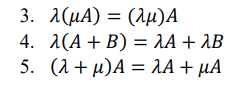 3. λ(μA) = (λμ)A
4. λ(A + B) = λA + λB
5. (λ + μ)A = λA + μA